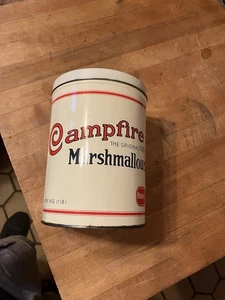 Campfire
THE ORIGINAL
Marshmallows